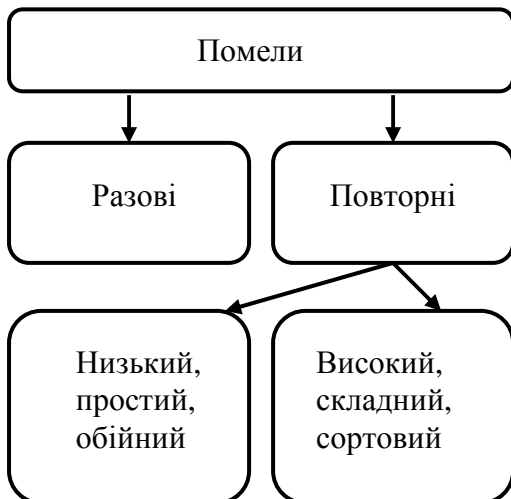 Помели
Разові
Повторні
Низький,
простий,
обійний
Високий,
складний,
сортовий